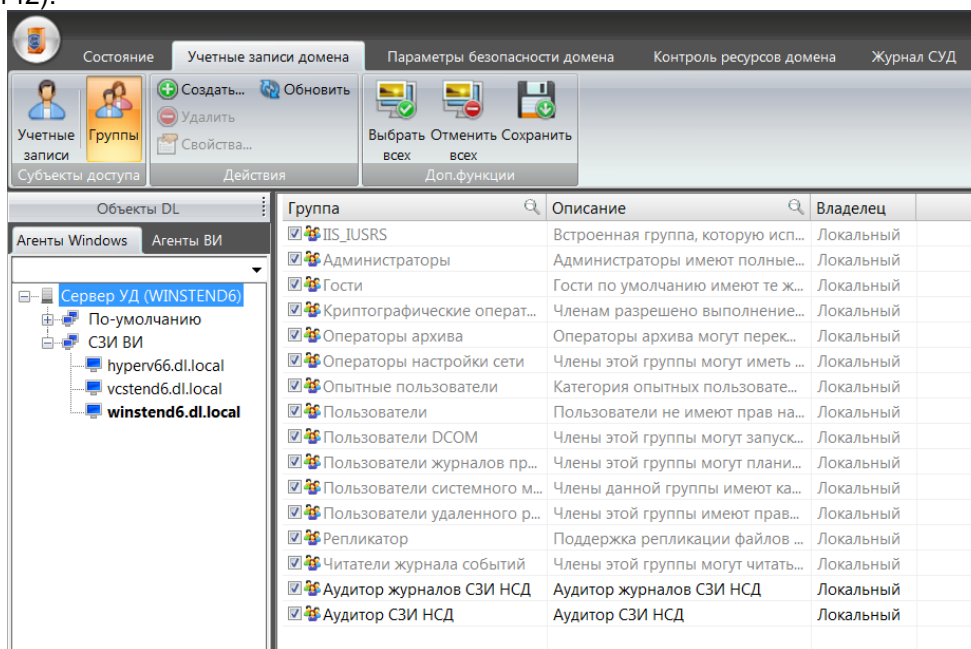 142).
Состояние Учетные записи домена Параметры безопасности домена Контроль ресурсов домена Журнал СУД
Учетные записи Группы Создать... Обновить
Удалить
Свойства...
Выбрать всех Отменить всех Сохранить
Субъекты доступа Действия Доп.функции
Объекты DL
Агенты Windows Агенты ВИ
Сервер УД (WINSTEND6)
По-умолчанию
СЗИ ВИ
hyperv66.dl.local
vcstend6.dl.local
winstend6.dl.local
Группа Описание Владелец
IIS_IUSRS Встроенная группа, которую исп... Локальный
Администраторы Администраторы имеют полные... Локальный
Гости Гости по умолчанию имеют те ж... Локальный
Криптографические операт... Членам разрешено выполнение... Локальный
Операторы архива Операторы архива могут перек... Локальный
Операторы настройки сети Члены этой группы могут иметь ... Локальный
Опытные пользователи Категория опытных пользовате... Локальный
Пользователи Пользователи не имеют прав на... Локальный
Пользователи DCOM Члены этой группы могут запуск... Локальный
Пользователи журналов пр... Члены этой группы могут плани... Локальный
Пользователи системного м... Члены данной группы имеют ка... Локальный
Пользователи удаленного р... Члены этой группы имеют прав... Локальный
Репликатор Поддержка репликации файлов ... Локальный
Читатели журнала событий Члены этой группы могут читать... Локальный
Аудитор журналов СЗИ НСД Аудитор журналов СЗИ НСД Локальный
Аудитор СЗИ НСД Аудитор СЗИ НСД Локальный